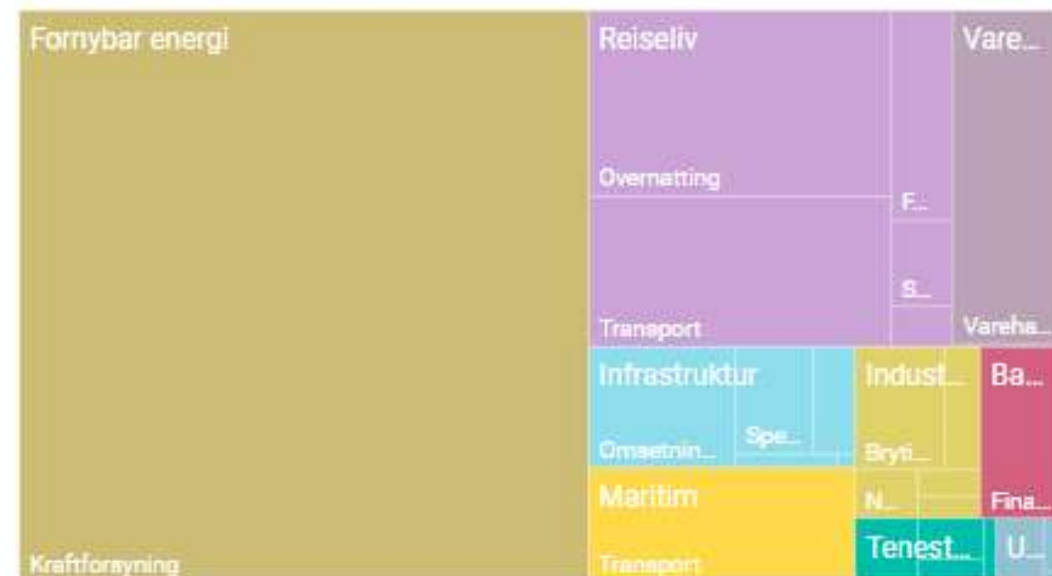 Fornybar energi
Kraftforsyning
Reiseliv
Overnatting
Transport
F...
S...
Vare...
Vareha...
Infrastruktur
Omsetnin...
Spe...
Indust...
Bryti...
N...
Ba...
Fina...
Maritim
Transport
Tenest...
U...